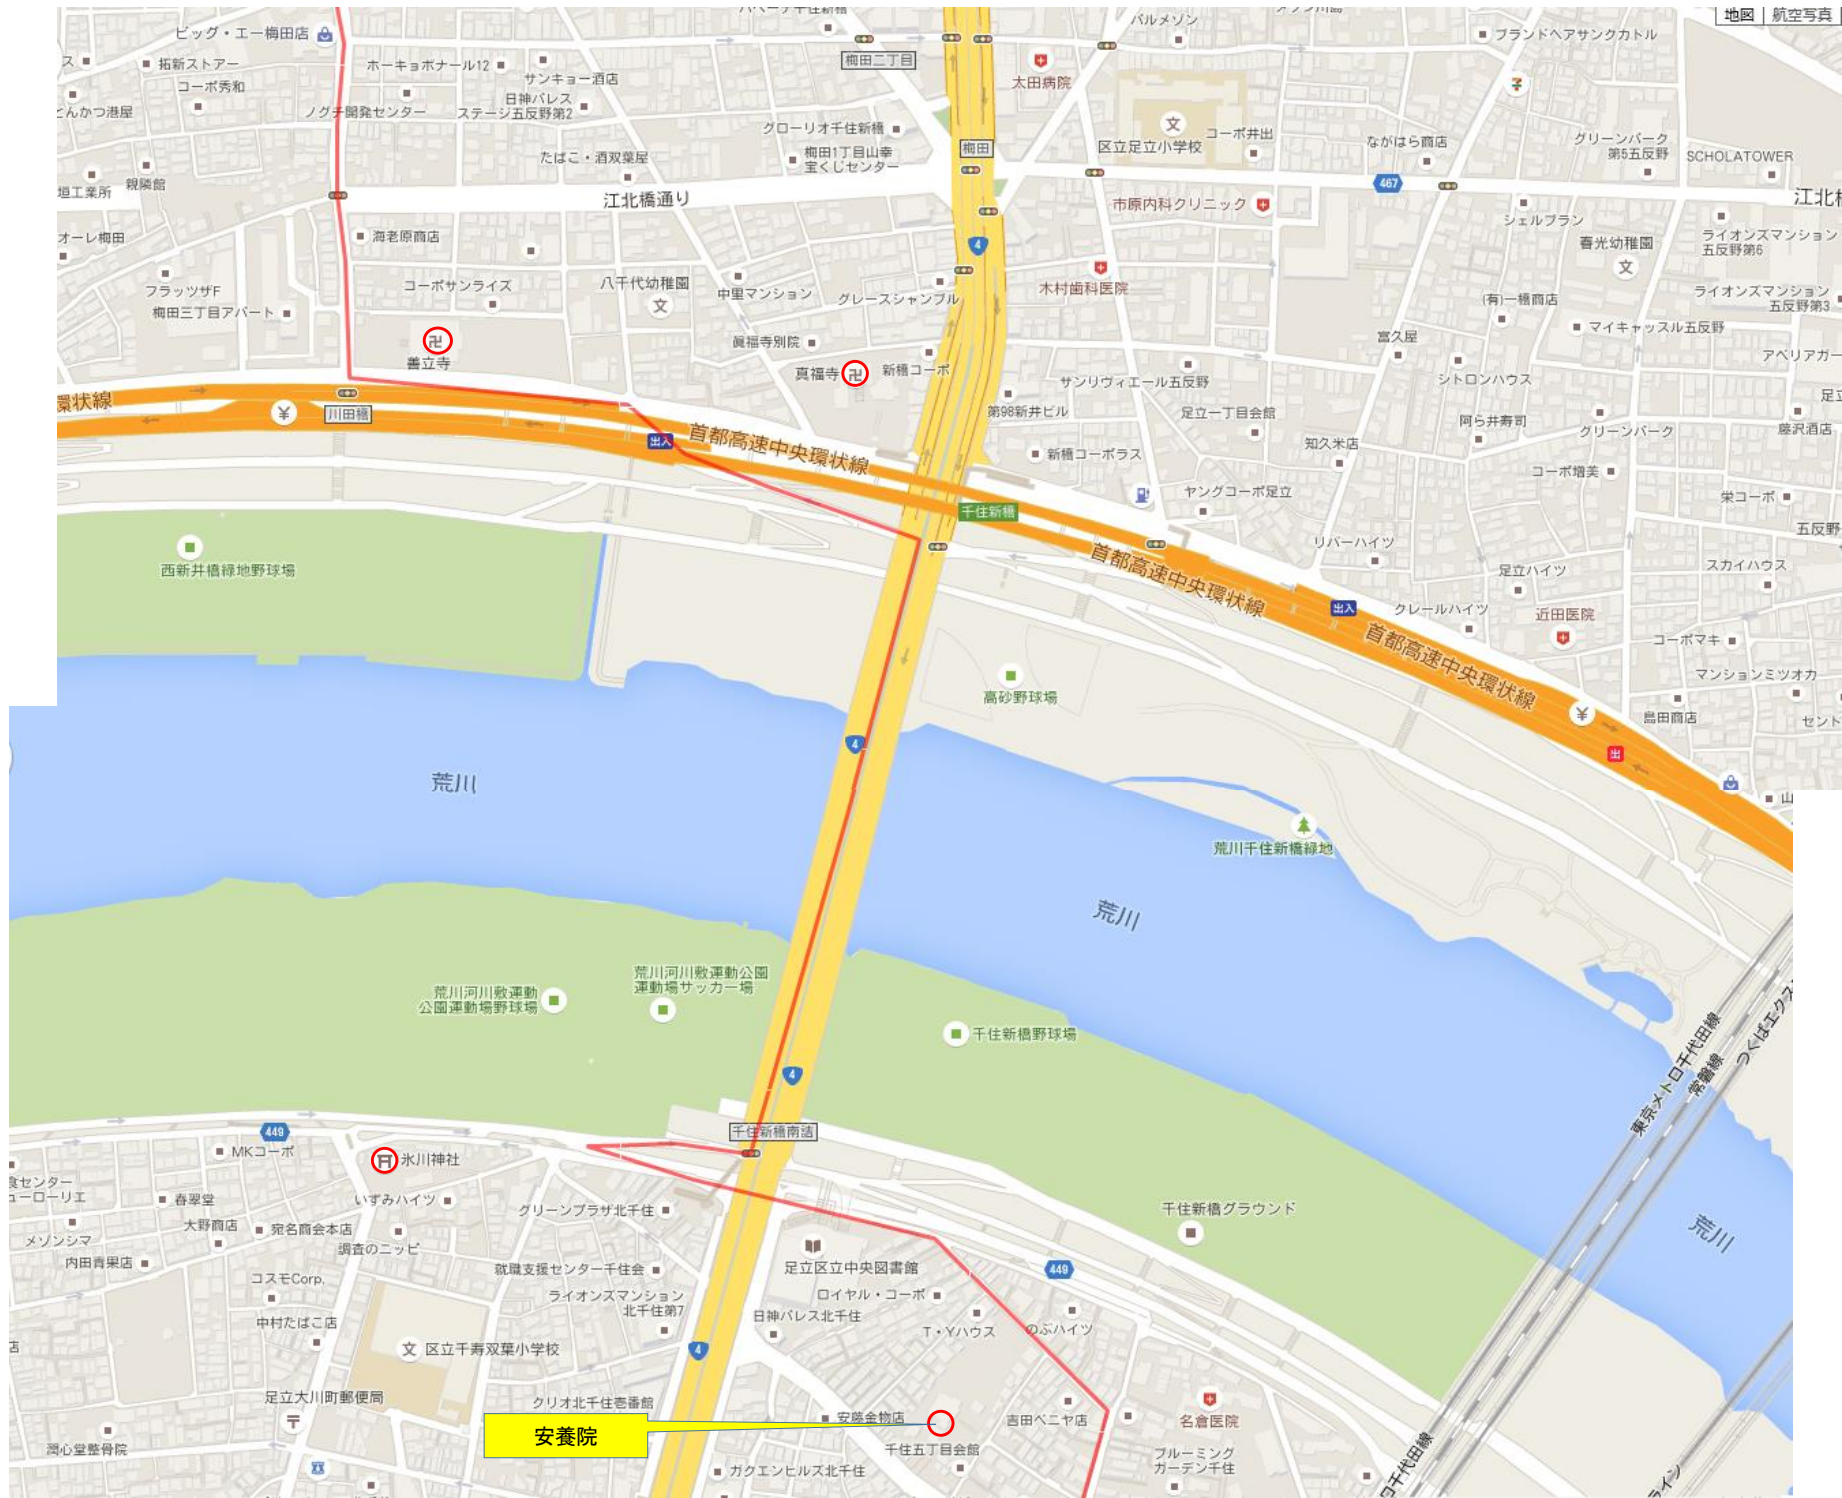 地図 航空写真
ビッグ・エー梅田店
拓新ストアー
コーポ秀和
ホーキョボナール12
サンキョー酒店
日神パレス
ステージ五反野第2
ノグチ開発センター
とんかつ港屋
たばこ・酒双葉屋
親隣館
垣工業所
江北橋通り
梅田二丁目
グローリオ千住新橋
梅田1丁目山幸
宝くじセンター
梅田
太田病院
パルメゾン
ブランドヘアサンクカトル
区立足立小学校
コーポ井出
ながはら商店
グリーンパーク
第5五反野
SCHOLATOWER
467
市原内科クリニック
シェルブラン
春光幼稚園
ライオンズマンション
五反野第6
ライオンズマンション
五反野第3
オーレ梅田
海老原商店
フラッツザF
梅田三丁目アパート
コーポサンライズ
八千代幼稚園
中里マンション
グレースシャンブル
4
木村歯科医院
(有)一橋商店
マイキャッスル五反野
富久屋
善立寺
眞福寺別院
真福寺
新橋コーポ
サンリヴィエール五反野
シトロンハウス
第98新井ビル
足立一丁目会館
阿ら井寿司
グリーンパーク
藤沢酒店
環状線
川田橋
出入
首都高速中央環状線
新橋コーポラス
知久米店
コーポ増美
ヤングコーポ足立
栄コーポ
千住新橋
首都高速中央環状線
リバーハイツ
足立ハイツ
スカイハウス
西新井橋緑地野球場
出入
クレールハイツ
近田医院
コーポマキ
首都高速中央環状線
マンションミツオカ
高砂野球場
島田商店
出
4
荒川
荒川千住新橋緑地
荒川
荒川河川敷運動公園
運動場サッカー場
荒川河川敷運動
公園運動場野球場
千住新橋野球場
東京メトロ千代田線
常磐線
つくばエクス
4
449
千住新橋南詰
MKコーポ
氷川神社
春翠堂
いずみハイツ
大野商店
宛名商会本店
グリーンプラザ北千住
メゾンシマ
調査のニッピ
内田青果店
千住新橋グラウンド
荒川
コスモCorp.
就職支援センター千住会
足立区立中央図書館
449
ライオンズマンション
北千住第7
ロイヤル・コーポ
日神パレス北千住
中村たばこ店
T・Yハウス
のぶハイツ
区立千寿双葉小学校
4
足立大川町郵便局
クリオ北千住壱番館
安養院
安藤金物店
吉田ベニヤ店
名倉医院
潤心堂整骨院
千住五丁目会館
ブルーミング
ガーデン千住
ガクエンヒルズ北千住
千代田線
ライン